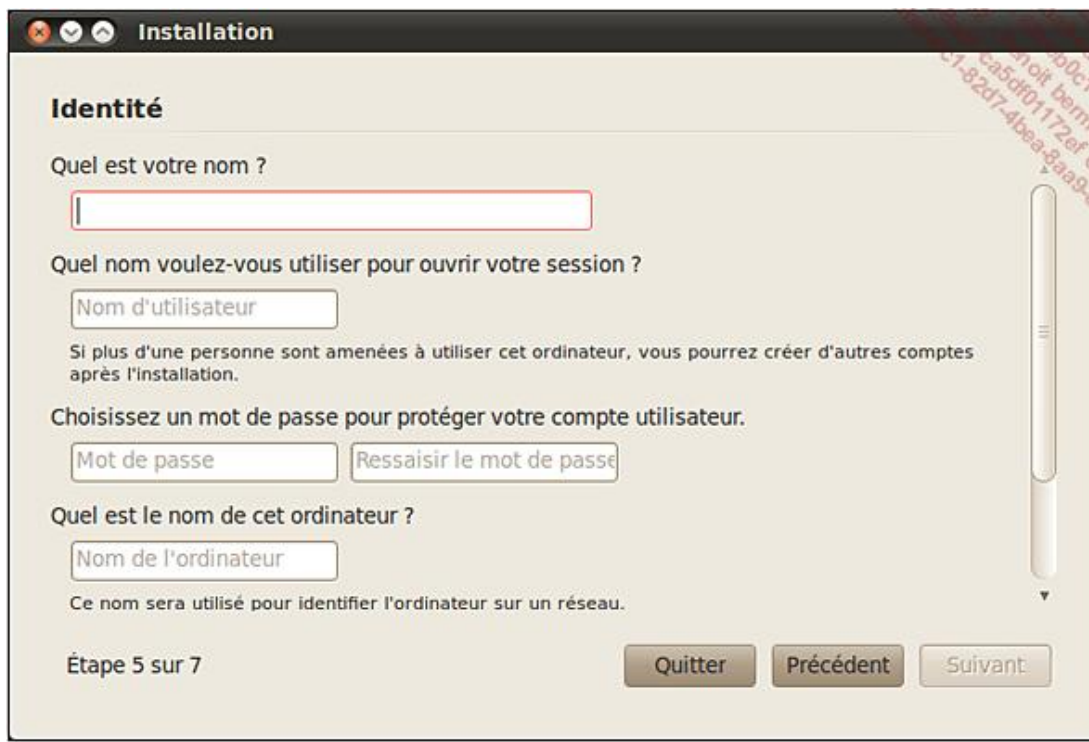 Installation
Identité
Quel est votre nom ?
Quel nom voulez-vous utiliser pour ouvrir votre session ?
Nom d'utilisateur
Si plus d'une personne sont amenées à utiliser cet ordinateur, vous pourrez créer d'autres comptes
après l'installation.
Choisissez un mot de passe pour protéger votre compte utilisateur.
Mot de passe
Ressaisir le mot de passe
Quel est le nom de cet ordinateur ?
Nom de l'ordinateur
Ce nom sera utilisé pour identifier l'ordinateur sur un réseau.
Étape 5 sur 7
Quitter
Précédent
Suivant